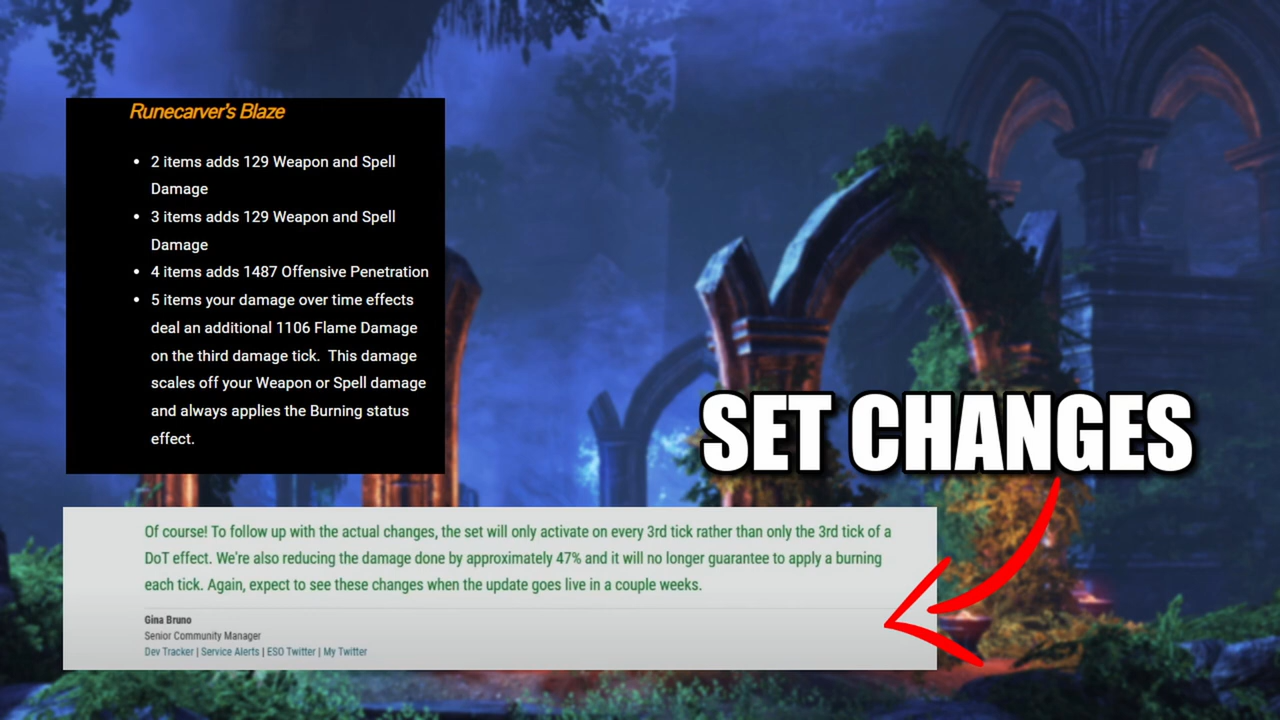 Runecarver's Blaze
• 2 items adds 129 Weapon and Spell
Damage
• 3 items adds 129 Weapon and Spell
Damage
• 4 items adds 1487 Offensive Penetration
• 5 items your damage over time effects
deal an additional 1106 Flame Damage
on the third damage tick.  This damage
scales off your Weapon or Spell damage
and always applies the Burning status
effect.
SET CHANGES
Of course! To follow up with the actual changes, the set will only activate on every 3rd tick rather than only the 3rd tick of a
DoT effect. We're also reducing the damage done by approximately 47% and it will no longer guarantee to apply a burning
each tick. Again, expect to see these changes when the update goes live in a couple weeks.
Gina Bruno
Senior Community Manager
Dev Tracker | Service Alerts | ESO Twitter | My Twitter